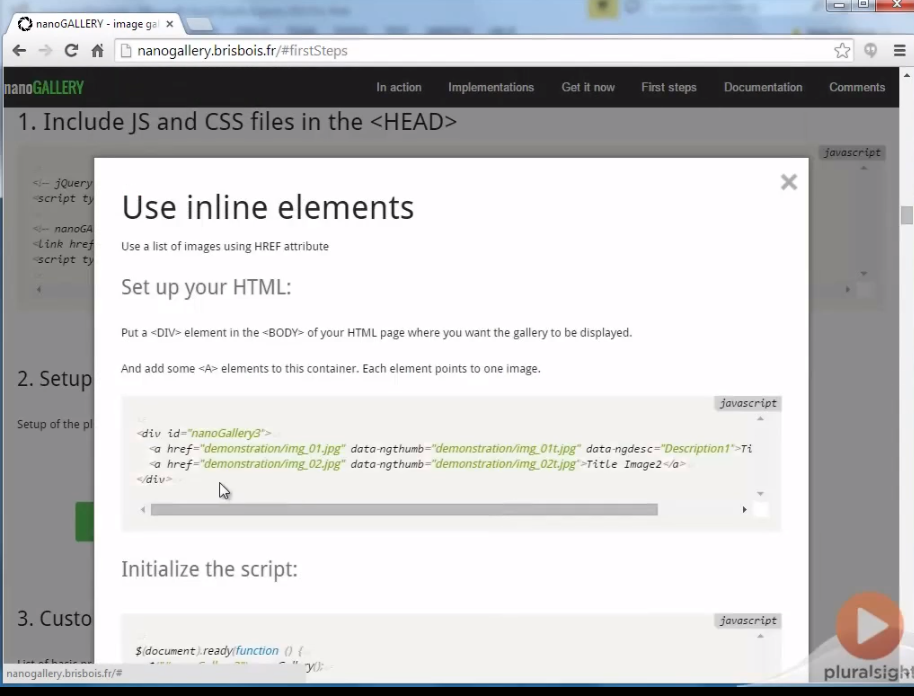 nanoGALLERY - image gal
nanogallery.brisbois.fr/#firstSteps
nanoGALLERY In action Implementations Get it now First steps Documentation Comments
1. Include JS and CSS files in the <HEAD>
javascript
<!-- jQuery
<script ty
<!-- nanoGA
<link href
<script ty
Use inline elements
Use a list of images using HREF attribute
Set up your HTML:
Put a <DIV> element in the <BODY> of your HTML page where you want the gallery to be displayed.
And add some <A> elements to this container. Each element points to one image.
javascript
<div id="nanoGallery3">
<a href="demonstration/img_01.jpg" data-ngthumb="demonstration/img_01t.jpg" data-ngdesc="Description1">Ti
<a href="demonstration/img_02.jpg" data-ngthumb="demonstration/img_02t.jpg">Title Image2</a>
</div>
2. Setup
Setup of the pl
Initialize the script:
javascript
$(document).ready(function () {
3. Custo
nanogallery.brisbois.fr/#
pluralsight